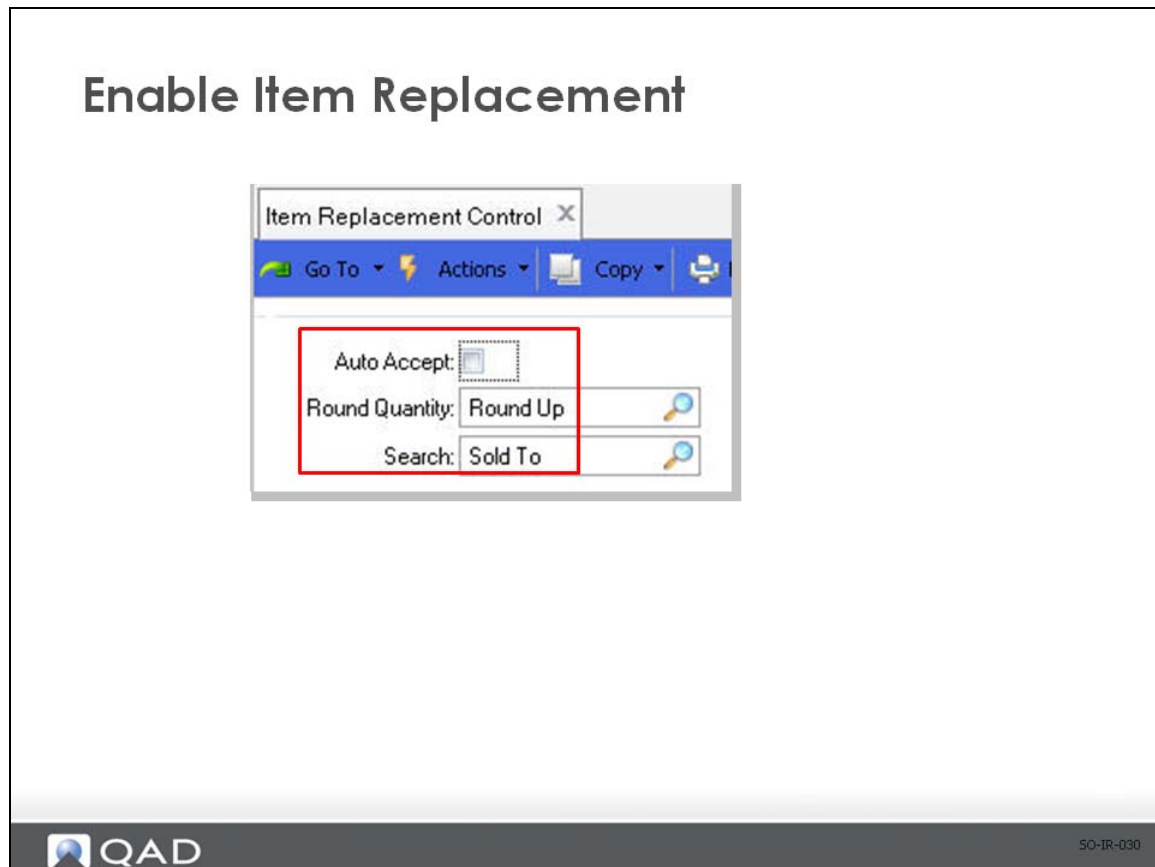 Enable Item Replacement
Item Replacement Control
Go To Actions Copy
Auto Accept:
Round Quantity: Round Up
Search: Sold To
QAD
SO-IR-030